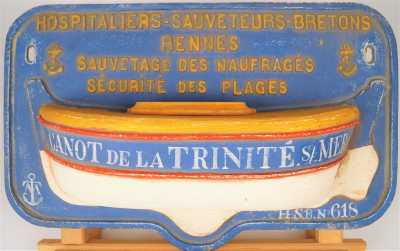 HOSPITALIERS-SAUVETEURS-BRETONS
RENNES
SAUVETAGE DES NAUFRAGÉS
SÉCURITÉ DES PLAGES
CANOT DE LA TRINITÉ S/MER
H.S.B. N° 618